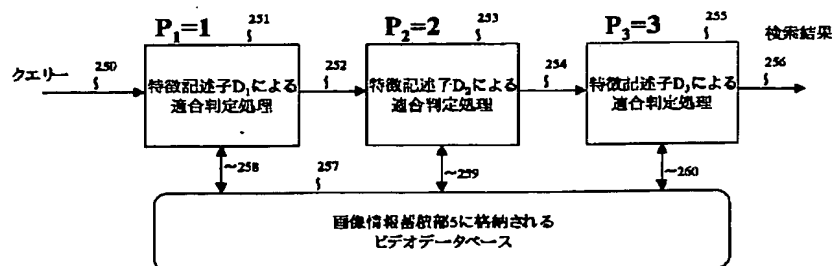 P₁=1
251
P₂=2
253
P₃=3
255
検索結果
クエリー
250
特徴記述子D₁による
適合判定処理
252
特徴記述子D₂による
適合判定処理
254
特徴記述子D₃による
適合判定処理
256
~258
257
~259
~260
画像情報蓄積部5に格納される
ビデオデータベース